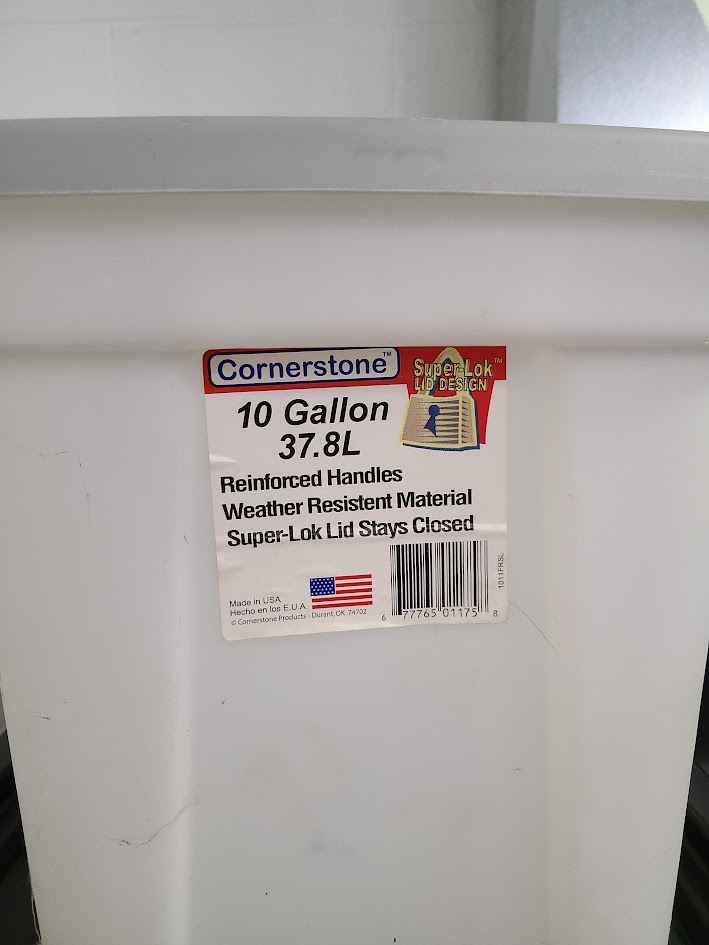 Cornerstone™
Super-Lok™
LID DESIGN
10 Gallon
37.8L
Reinforced Handles
Weather Resistent Material
Super-Lok Lid Stays Closed
Made in USA
Hecho en los E.U.A.
© Cornerstone Products - Durant, OK 74702
6 77765 01175 8
1011FRSL